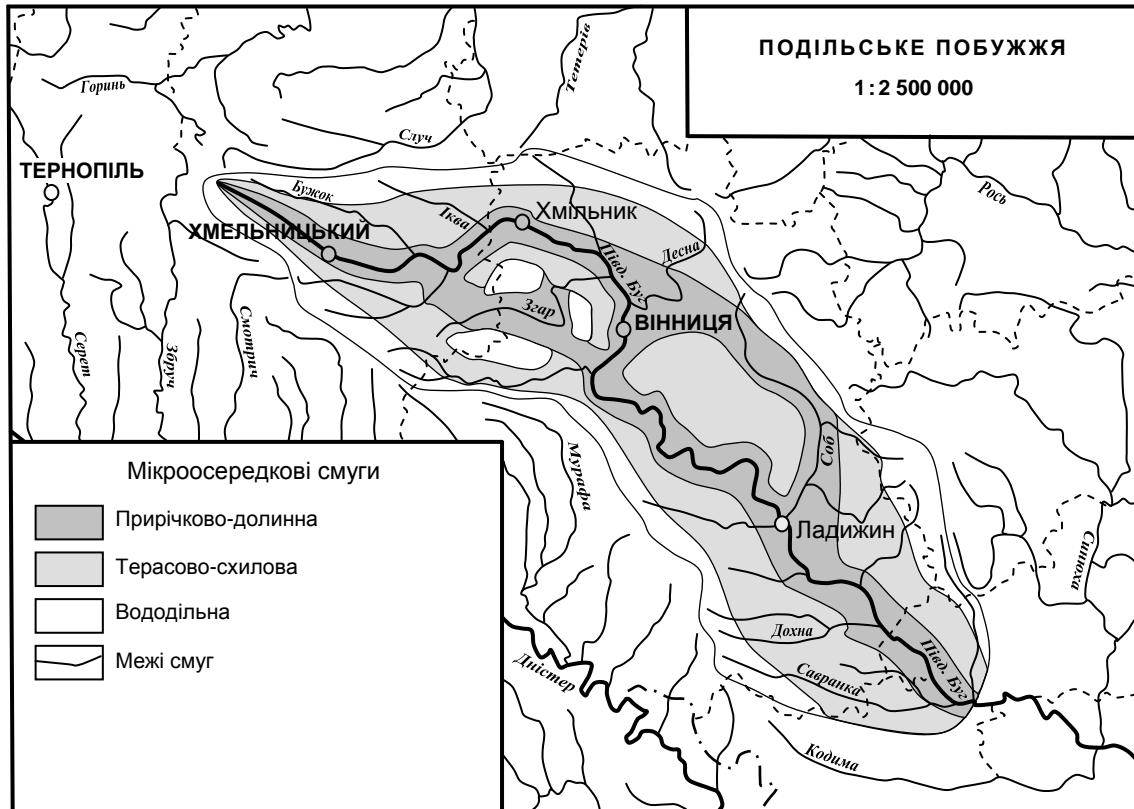 ПОДІЛЬСЬКЕ ПОБУЖЖЯ
1:2 500 000
Горинь
Тетерів
Случ
ТЕРНОПІЛЬ
Рось
Бужок
Хмільник
Іква
ХМЕЛЬНИЦЬКИЙ
Десна
Півд. Буг
Згар
ВІННИЦЯ
Серет
Збруч
Смотрич
Мурафа
Соб
Ладижин
Синюха
Дохна
Півд. Буг
Савранка
Дністер
Кодима
Мікроосередкові смуги
Прирічково-долинна
Терасово-схилова
Вододільна
Межі смуг